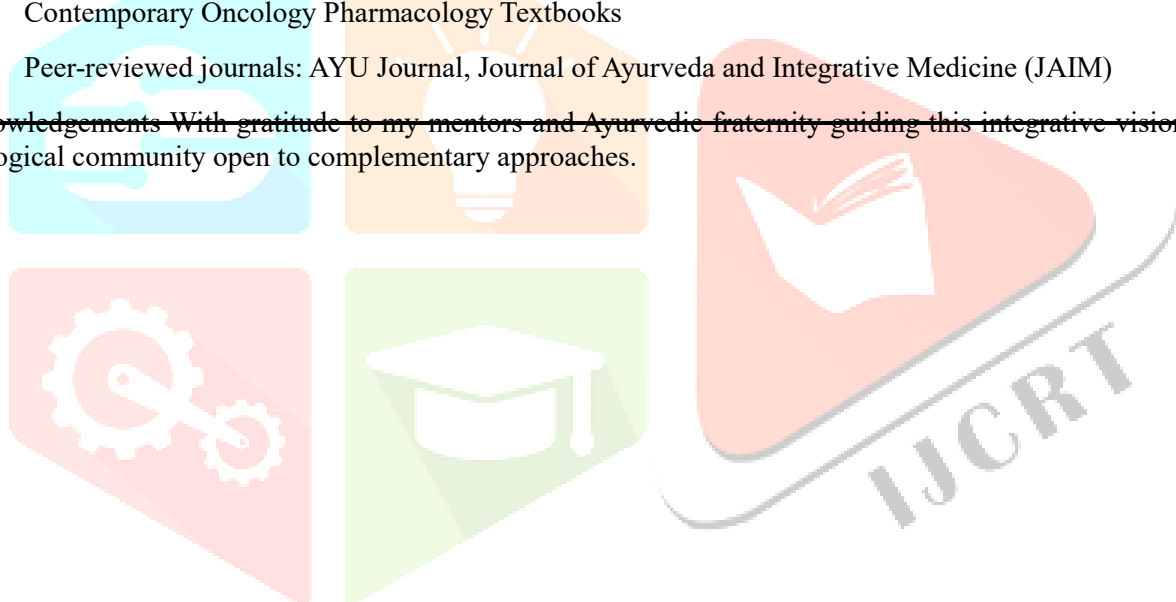 Contemporary Oncology Pharmacology Textbooks
Peer-reviewed journals: AYU Journal, Journal of Ayurveda and Integrative Medicine (JAIM)
owledgements With gratitude to my mentors and Ayurvedic fraternity guiding this integrative vision
ogical community open to complementary approaches.
IJCRT